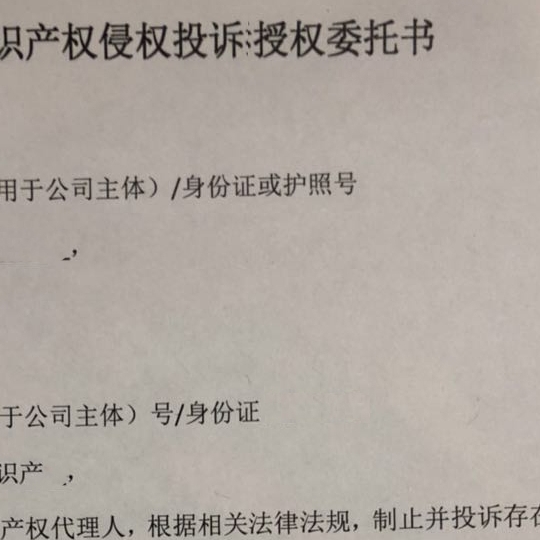 识产权侵权投诉授权委托书
用于公司主体）/身份证或护照号
，
于公司主体）号/身份证
识产 ，
产权代理人，根据相关法律法规，制止并投诉存在